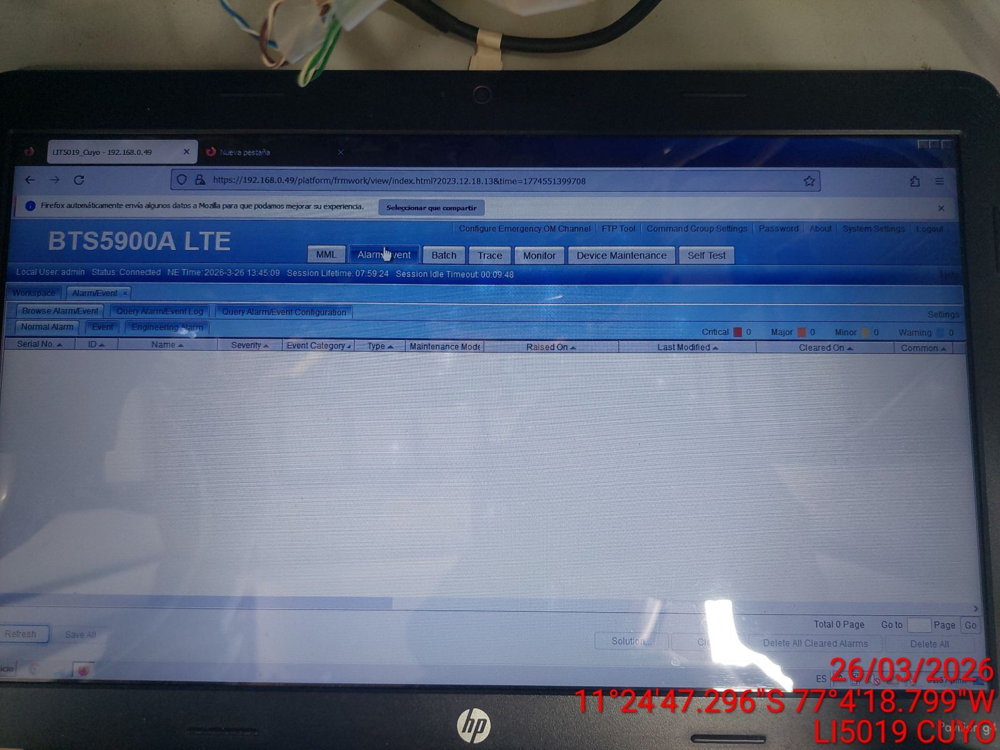 LIT5019_Cuyo - 192.168.0.49
Nueva pestaña
https://192.168.0.49/platform/frmwork/view/index.html?2023.12.18.13&time=1774551399708
Firefox automáticamente envía algunos datos a Mozilla para que podamos mejorar su experiencia. Seleccionar que compartir
Configure Emergency OM Channel FTP Tool Command Group Settings Password About System Settings Logout
BTS5900A LTE
MML Alarm/Event Batch Trace Monitor Device Maintenance Self Test
Local User: admin Status: Connected NE Time: 2026-3-26 13:45:09 Session Lifetime: 07:59:24 Session Idle Timeout: 00:09:48
Workspace Alarm/Event
Browse Alarm/Event Query Alarm/Event Log Query Alarm/Event Configuration Settings
Normal Alarm Event Engineering Alarm Critical 0 Major 0 Minor 0 Warning 0
Serial No. ID Name Severity Event Category Type Maintenance Mode Raised On Last Modified Cleared On Common
Total 0 Page Go to Page Go
Refresh Save All Solution... Delete All Cleared Alarms Delete All
icio ES
26/03/2026
11°24'47.296"S 77°4'18.799"W
LI5019 CUYO
hp
Pavilion g4